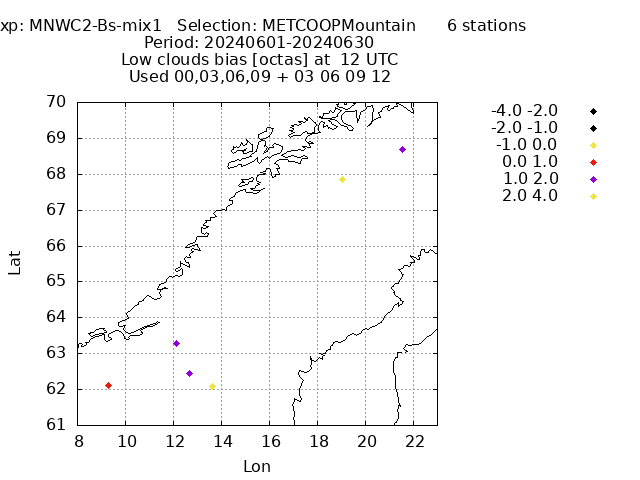 xp: MNWC2-Bs-mix1 Selection: METCOOPMountain 6 stations
Period: 20240601-20240630
Low clouds bias [octas] at 12 UTC
Used 00,03,06,09 + 03 06 09 12
-4.0 -2.0
-2.0 -1.0
-1.0 0.0
0.0 1.0
1.0 2.0
2.0 4.0
70
69
68
67
66
65
64
63
62
61
Lat
8 10 12 14 16 18 20 22
Lon